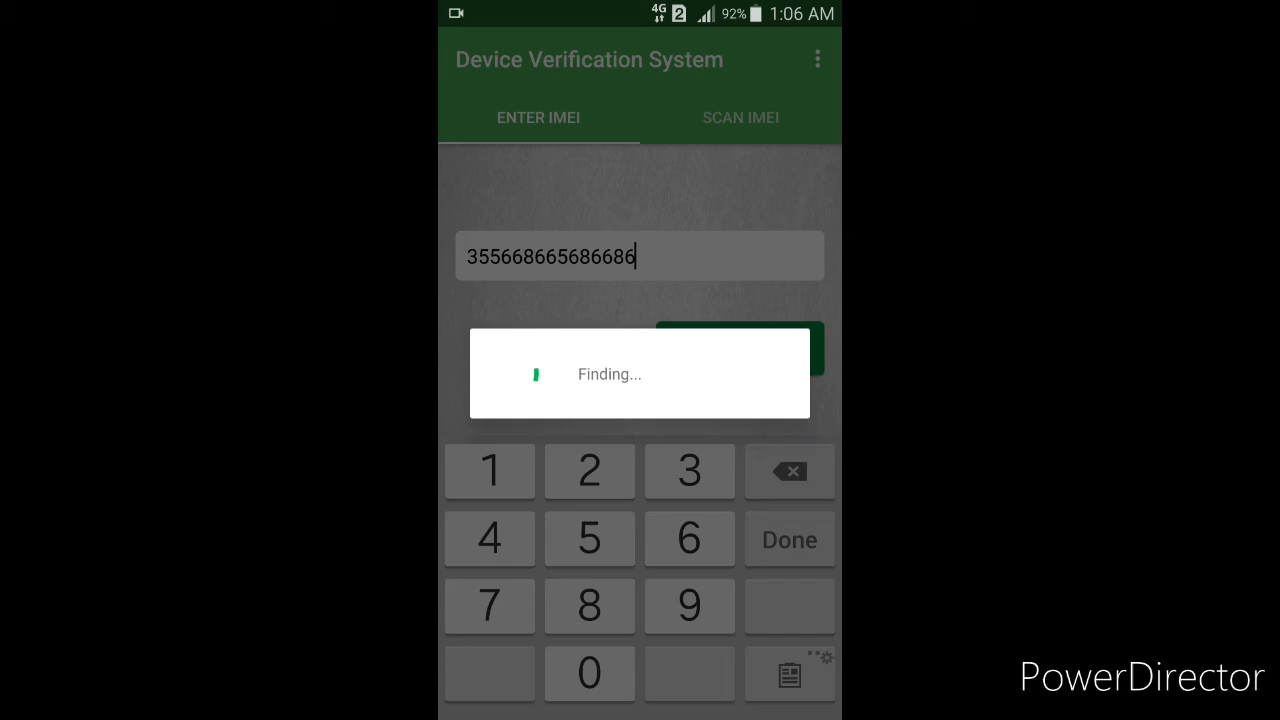 4G 2 92% 1:06 AM
Device Verification System
ENTER IMEI SCAN IMEI
355668665686686
Finding...
1 2 3
4 5 6 Done
7 8 9
0
PowerDirector